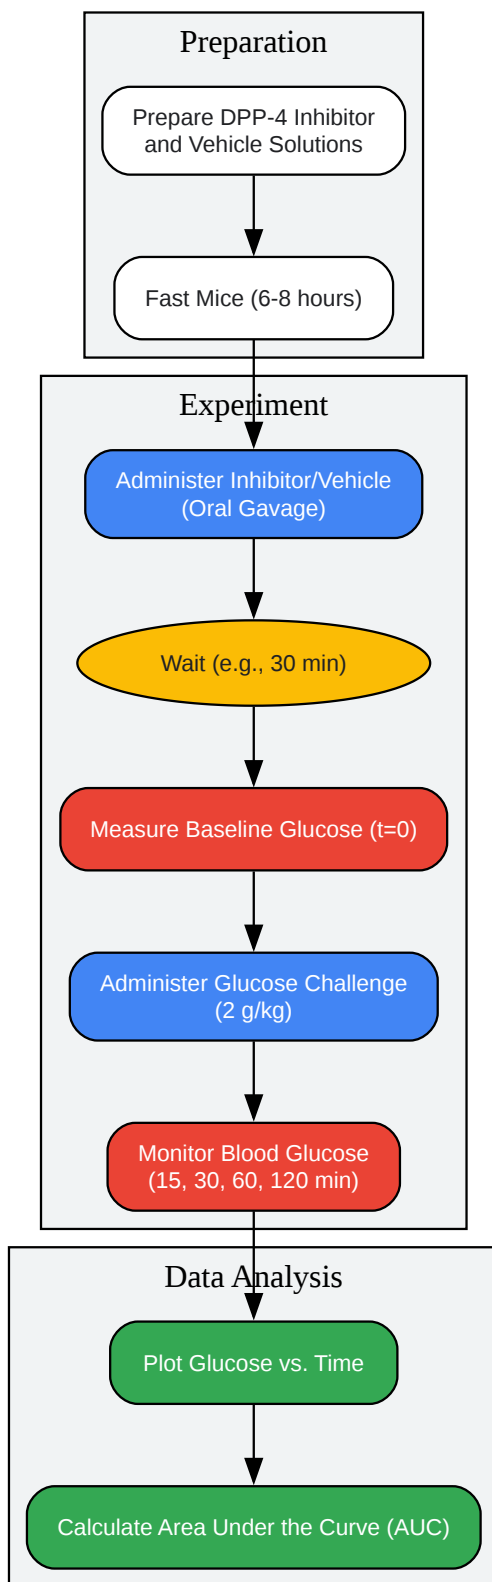 Preparation
Prepare DPP-4 Inhibitor
and Vehicle Solutions
Fast Mice (6-8 hours)
Experiment
Administer Inhibitor/Vehicle
(Oral Gavage)
Wait (e.g., 30 min)
Measure Baseline Glucose (t=0)
Administer Glucose Challenge
(2 g/kg)
Monitor Blood Glucose
(15, 30, 60, 120 min)
Data Analysis
Plot Glucose vs. Time
Calculate Area Under the Curve (AUC)